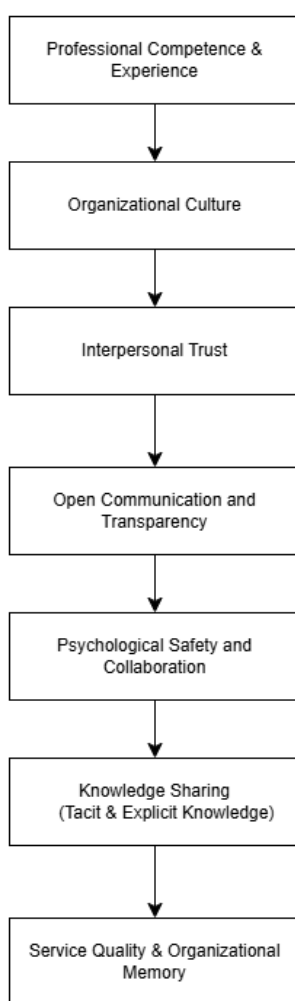 Professional Competence &
Experience
Organizational Culture
Interpersonal Trust
Open Communication and
Transparency
Psychological Safety and
Collaboration
Knowledge Sharing
(Tacit & Explicit Knowledge)
Service Quality & Organizational
Memory